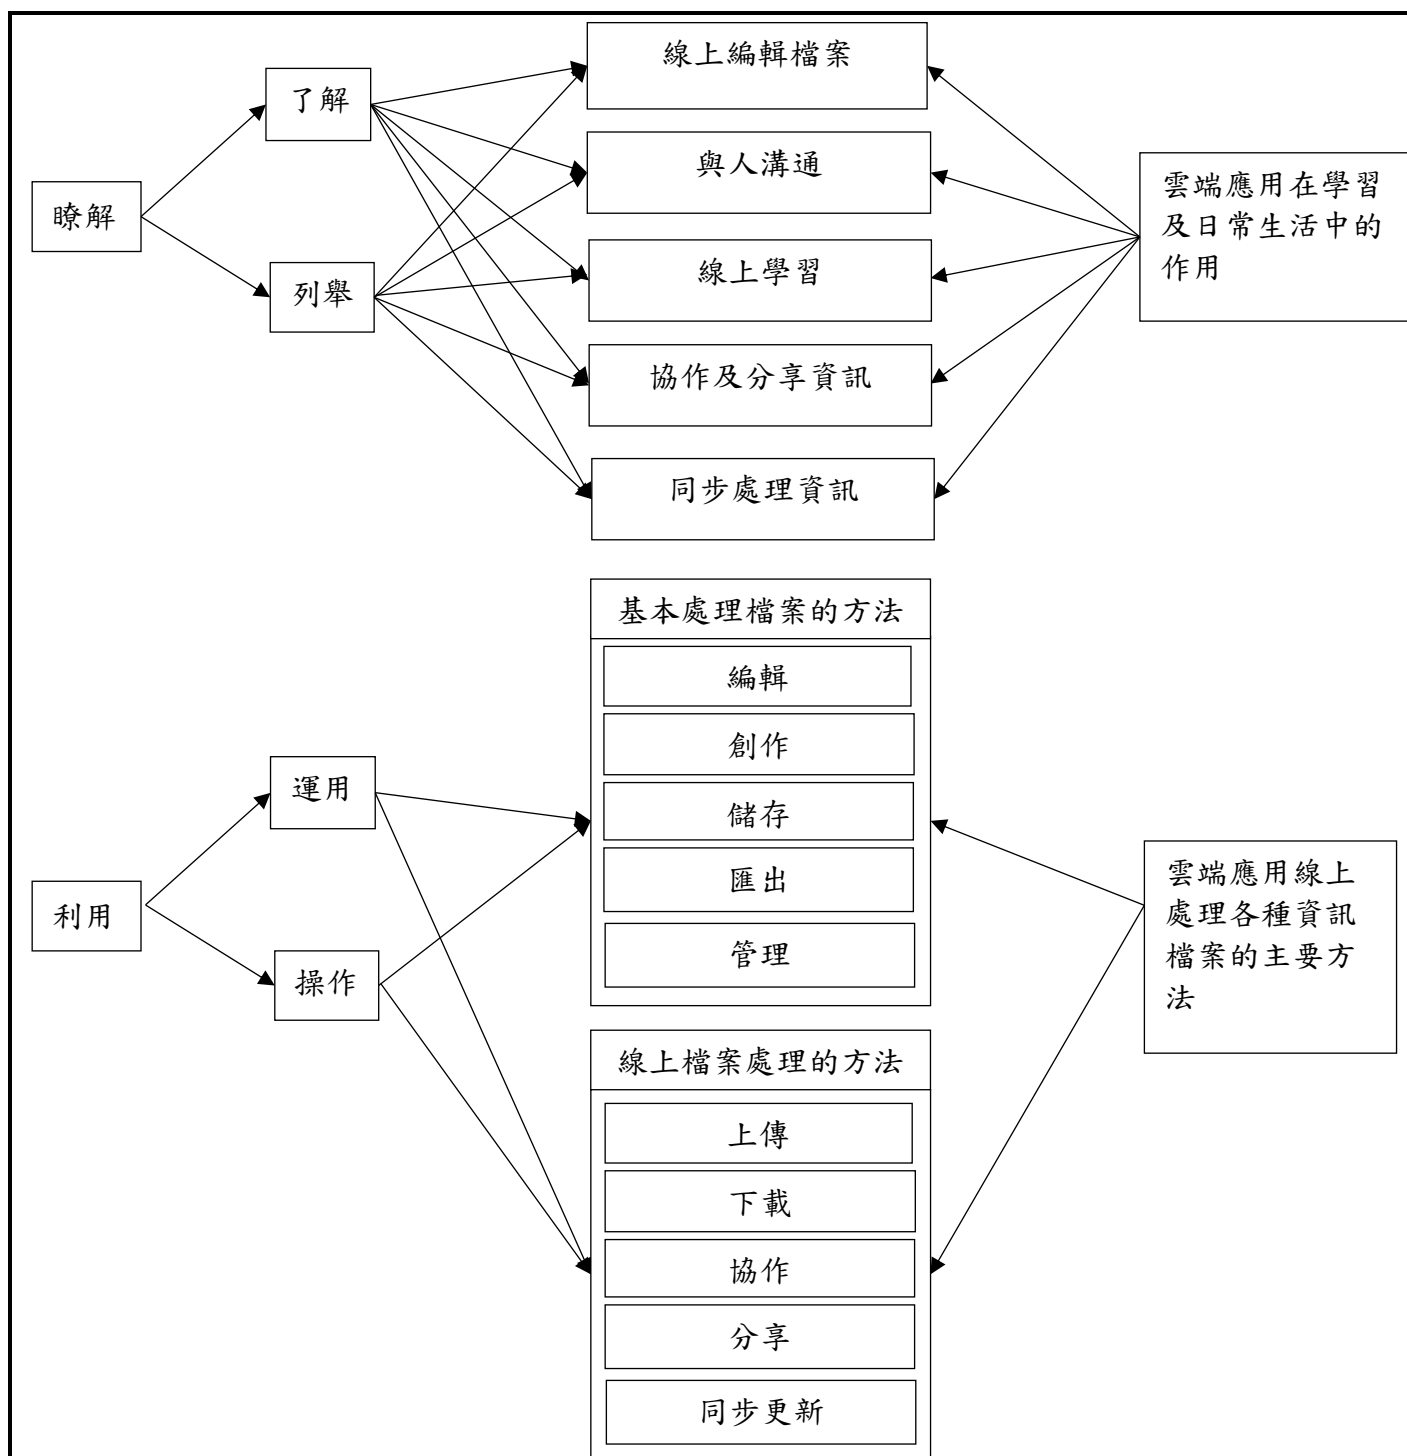 線上編輯檔案
了解
與人溝通
雲端應用在學習
及日常生活中的
作用
瞭解
線上學習
列舉
協作及分享資訊
同步處理資訊
基本處理檔案的方法
編輯
創作
運用
儲存
匯出
雲端應用線上
處理各種資訊
檔案的主要方
法
利用
管理
操作
線上檔案處理的方法
上傳
下載
協作
分享
同步更新